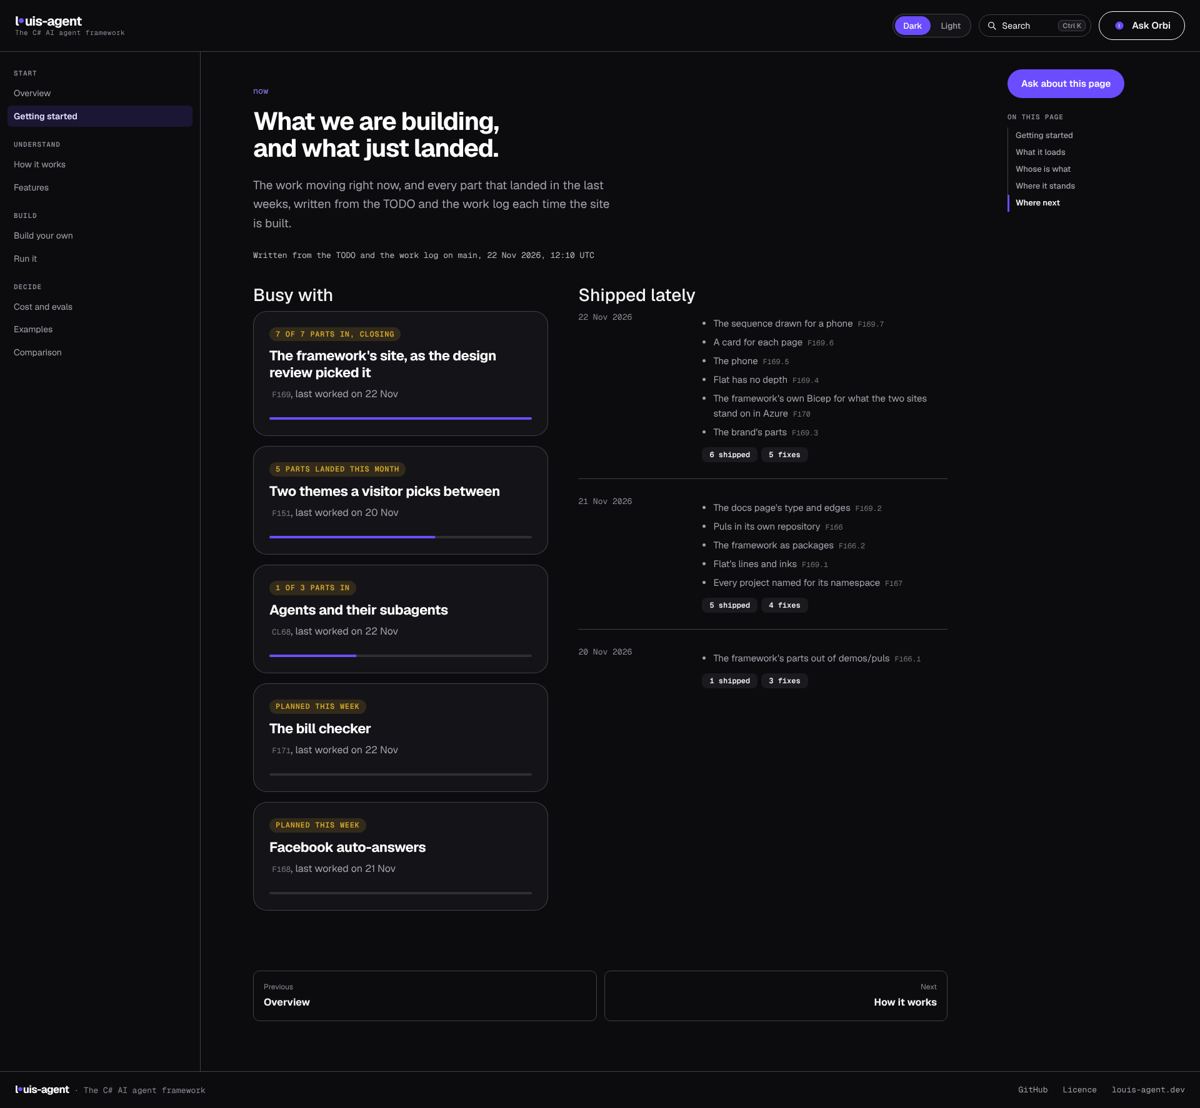 louis-agent
The C# AI agent framework
Dark
Light
Search
Ctrl K
Ask Orbi
START
Overview
Getting started
UNDERSTAND
How it works
Features
BUILD
Build your own
Run it
DECIDE
Cost and evals
Examples
Comparison
now
What we are building,
and what just landed.
The work moving right now, and every part that landed in the last
weeks, written from the TODO and the work log each time the site
is built.
Written from the TODO and the work log on main, 22 Nov 2026, 12:10 UTC
Busy with
7 OF 7 PARTS IN, CLOSING
The framework's site, as the design
review picked it
F169, last worked on 22 Nov
5 PARTS LANDED THIS MONTH
Two themes a visitor picks between
F151, last worked on 20 Nov
1 OF 3 PARTS IN
Agents and their subagents
CL68, last worked on 22 Nov
PLANNED THIS WEEK
The bill checker
F171, last worked on 22 Nov
PLANNED THIS WEEK
Facebook auto-answers
F168, last worked on 21 Nov
Shipped lately
22 Nov 2026
The sequence drawn for a phone F169.7
A card for each page F169.6
The phone F169.5
Flat has no depth F169.4
The framework's own Bicep for what the two sites
stand on in Azure F170
The brand's parts F169.3
6 shipped
5 fixes
21 Nov 2026
The docs page's type and edges F169.2
Puls in its own repository F166
The framework as packages F166.2
Flat's lines and inks F169.1
Every project named for its namespace F167
5 shipped
4 fixes
20 Nov 2026
The framework's parts out of demos/puls F166.1
1 shipped
3 fixes
Ask about this page
ON THIS PAGE
Getting started
What it loads
Whose is what
Where it stands
Where next
Previous
Overview
Next
How it works
louis-agent - The C# AI agent framework
GitHub
Licence
louis-agent.dev